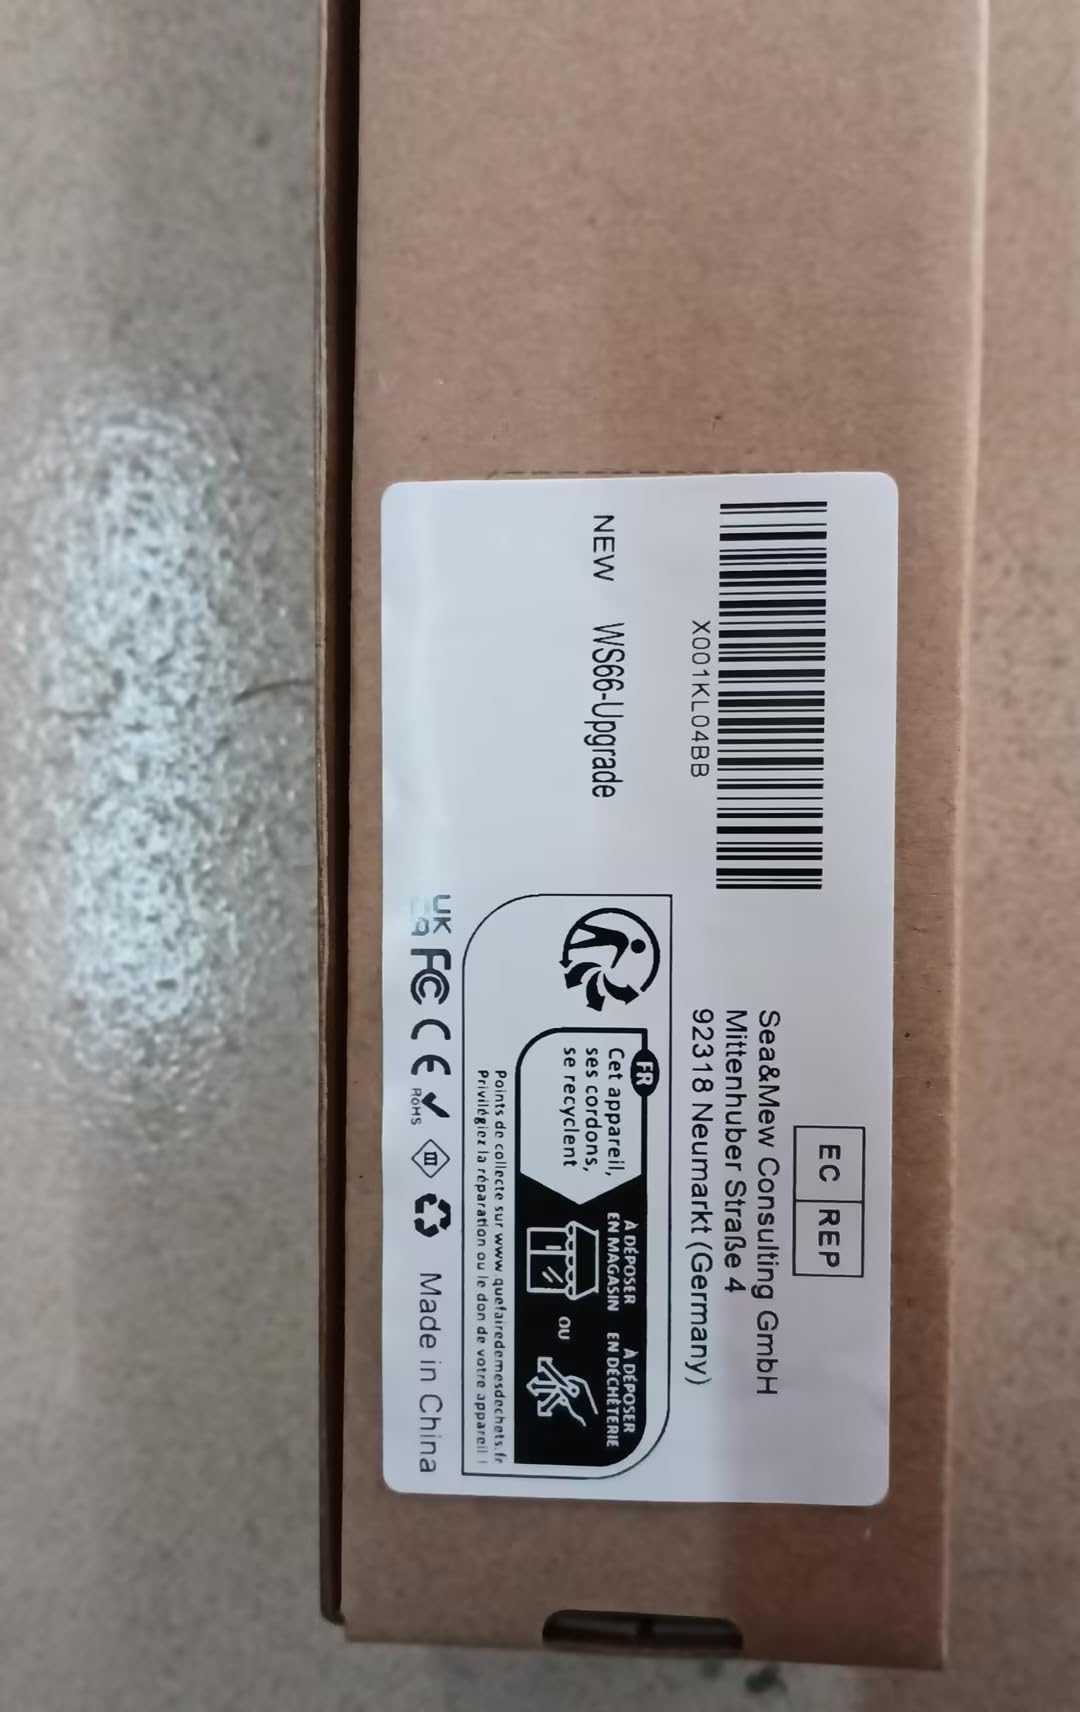 X001KL04BB
NEW WS66-Upgrade
EC REP
Sea&Mew Consulting GmbH
Mittenhuber Straße 4
92318 Neumarkt (Germany)
FR
Cet appareil,
ses cordons,
se recyclent
À DÉPOSER
EN MAGASIN
OU
À DÉPOSER
EN DÉCHÈTERIE
Points de collecte sur www.quefairedemesdechets.fr
Privilégiez la réparation ou le don de votre appareil !
UK
CA FC CE RoHS Made in China